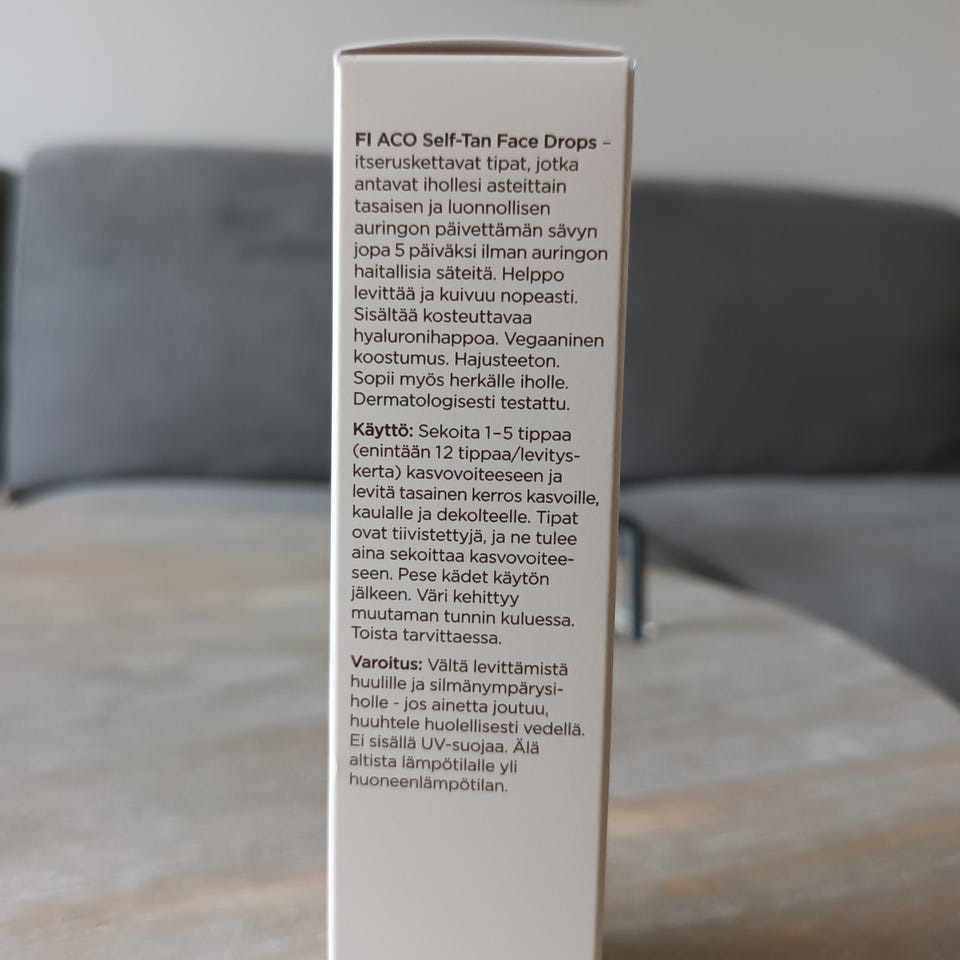 FI ACO Self-Tan Face Drops –
itseruskettavat tipat, jotka
antavat ihollesi asteittain
tasaisen ja luonnollisen
auringon päivettämän sävyn
jopa 5 päiväksi ilman auringon
haitallisia säteitä. Helppo
levittää ja kuivuu nopeasti.
Sisältää kosteuttavaa
hyaluronihappoa. Vegaaninen
koostumus. Hajusteeton.
Sopii myös herkälle iholle.
Dermatologisesti testattu.
Käyttö: Sekoita 1–5 tippaa
(enintään 12 tippaa/levitys-
kerta) kasvovoiteeseen ja
levitä tasainen kerros kasvoille,
kaulalle ja dekolteelle. Tipat
ovat tiivistettyjä, ja ne tulee
aina sekoittaa kasvovoitee-
seen. Pese kädet käytön
jälkeen. Väri kehittyy
muutaman tunnin kuluessa.
Toista tarvittaessa.
Varoitus: Vältä levittämistä
huulille ja silmänympärysi-
holle - jos ainetta joutuu,
huuhtele huolellisesti vedellä.
Ei sisällä UV-suojaa. Älä
altista lämpötilalle yli
huoneenlämpötilan.